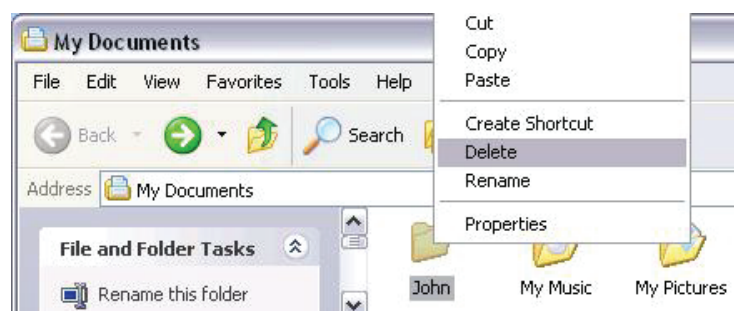 My Documents
File Edit View Favorites Tools Help
Back Search
Address My Documents
File and Folder Tasks
Rename this folder
Cut
Copy
Paste
Create Shortcut
Delete
Rename
Properties
John My Music My Pictures